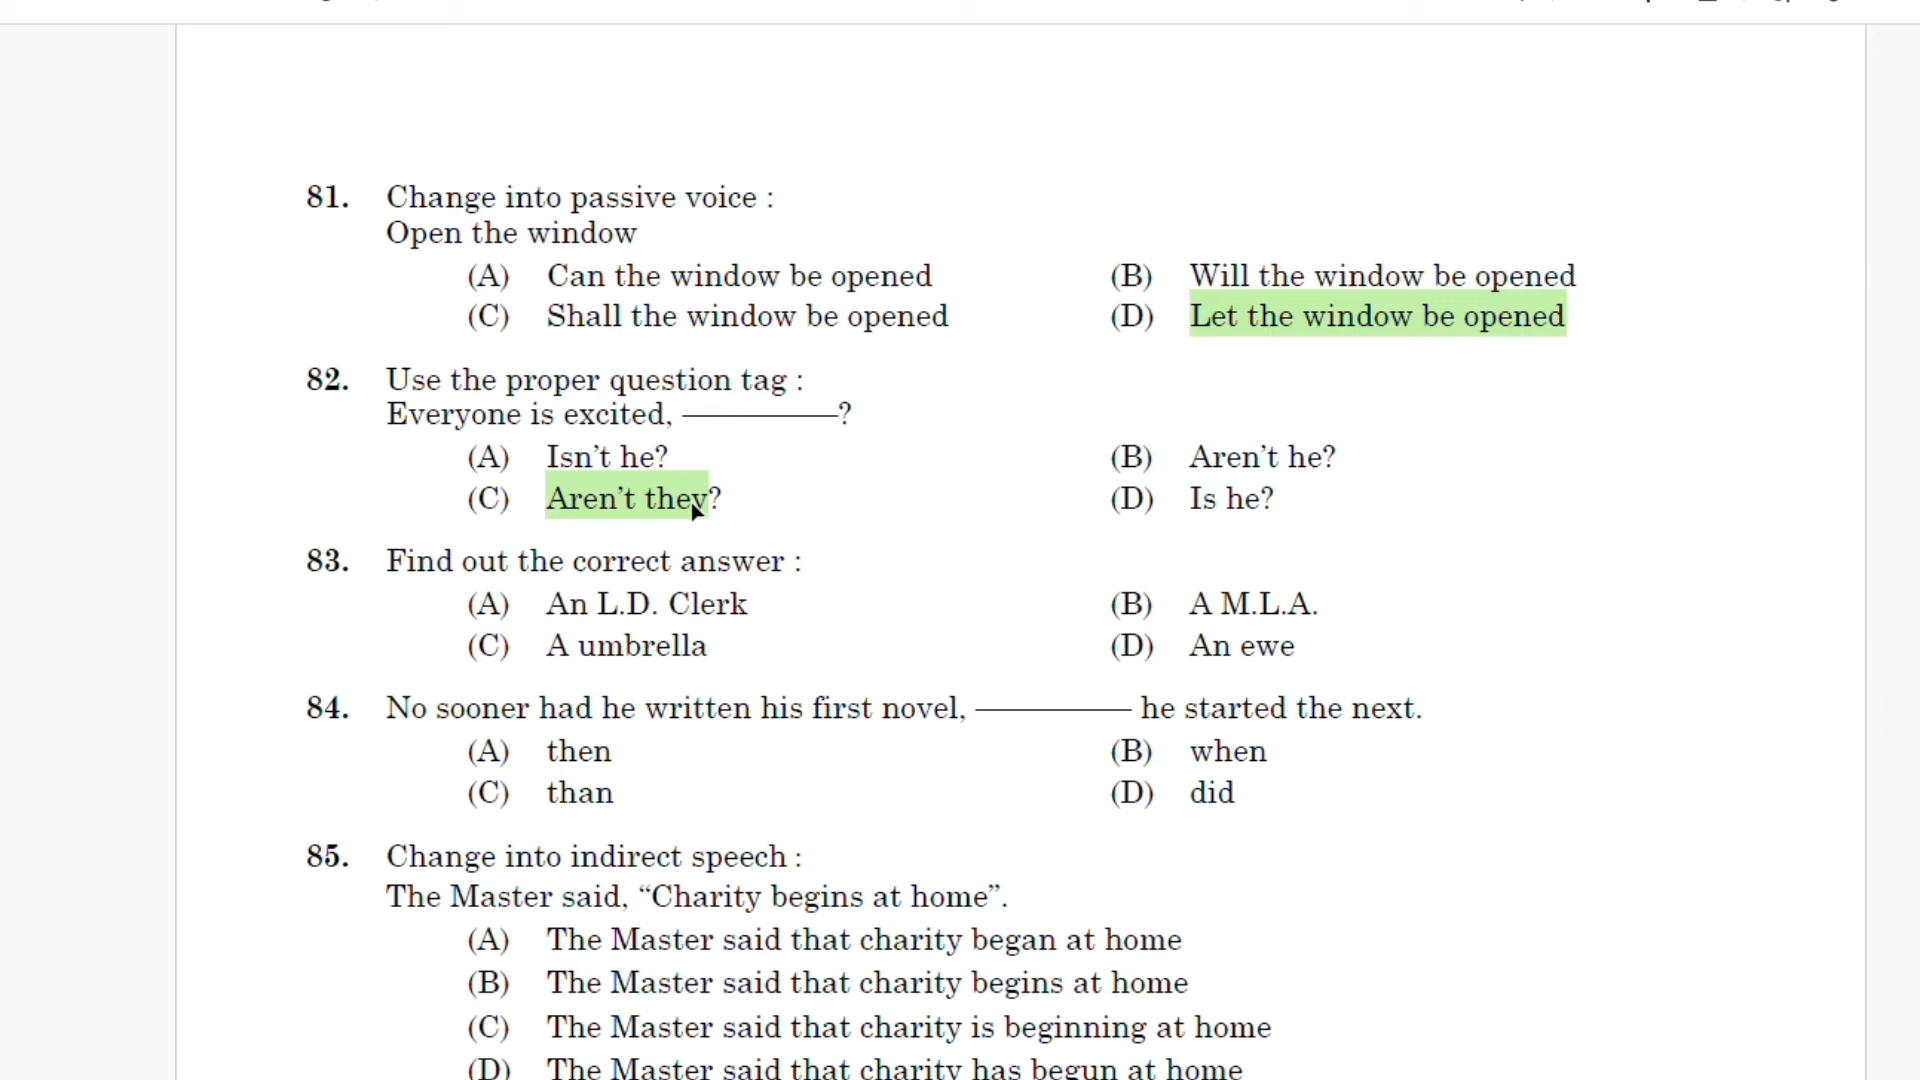 81. Change into passive voice :
Open the window
(A) Can the window be opened (B) Will the window be opened
(C) Shall the window be opened (D) Let the window be opened
82. Use the proper question tag :
Everyone is excited, ————?
(A) Isn't he? (B) Aren't he?
(C) Aren't they? (D) Is he?
83. Find out the correct answer :
(A) An L.D. Clerk (B) A M.L.A.
(C) A umbrella (D) An ewe
84. No sooner had he written his first novel, ———— he started the next.
(A) then (B) when
(C) than (D) did
85. Change into indirect speech :
The Master said, “Charity begins at home”.
(A) The Master said that charity began at home
(B) The Master said that charity begins at home
(C) The Master said that charity is beginning at home
(D) The Master said that charity has begun at home